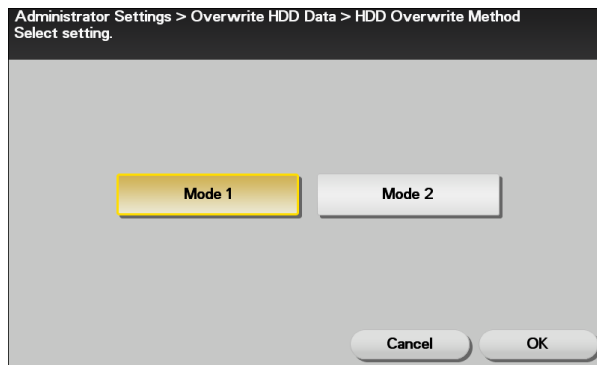 Administrator Settings > Overwrite HDD Data > HDD Overwrite Method
Select setting.
Mode 1
Mode 2
Cancel
OK